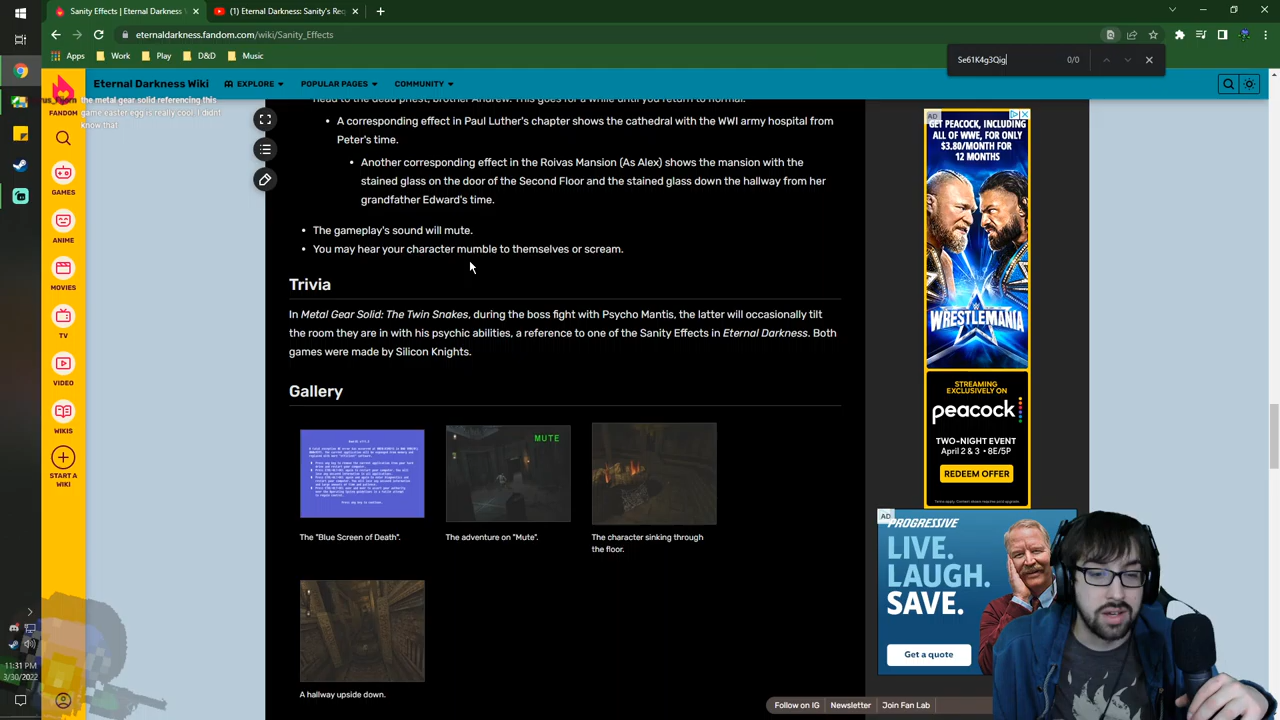 Sanity Effects | Eternal Darkness W
(1) Eternal Darkness Sanity's Re
eternaldarkness.fandom.com/wiki/Sanity_Effects
Se61K4g3Qig
0/0
Apps
Work
Play
D&D
Music
Eternal Darkness Wiki
EXPLORE
POPULAR PAGES
COMMUNITY
the metal gear solid referencing this
game easter egg is really cool. I didnt
know that
FANDOM
GAMES
ANIME
MOVIES
TV
VIDEO
WIKIS
START A
WIKI
head to the dead priest, brother Andrew. This goes for a while until you return to normal.
• A corresponding effect in Paul Luther's chapter shows the cathedral with the WWI army hospital from
Peter's time.
• Another corresponding effect in the Roivas Mansion (As Alex) shows the mansion with the
stained glass on the door of the Second Floor and the stained glass down the hallway from her
grandfather Edward's time.
• The gameplay's sound will mute.
• You may hear your character mumble to themselves or scream.
Trivia
In Metal Gear Solid: The Twin Snakes, during the boss fight with Psycho Mantis, the latter will occasionally tilt
the room they are in with his psychic abilities, a reference to one of the Sanity Effects in Eternal Darkness. Both
games were made by Silicon Knights.
Gallery
MUTE
The "Blue Screen of Death".
The adventure on "Mute".
The character sinking through
the floor.
A hallway upside down.
AD
GET PEACOCK, INCLUDING
ALL OF WWE, FOR ONLY
$3.80/MONTH FOR
12 MONTHS
WRESTLEMANIA
STREAMING
EXCLUSIVELY ON
peacock
TWO-NIGHT EVENT
April 2 & 3 • 8E/5P
REDEEM OFFER
AD
PROGRESSIVE
LIVE.
LAUGH.
SAVE.
Get a quote
Follow on IG
Newsletter
Join Fan Lab
11:31 PM
3/30/2022